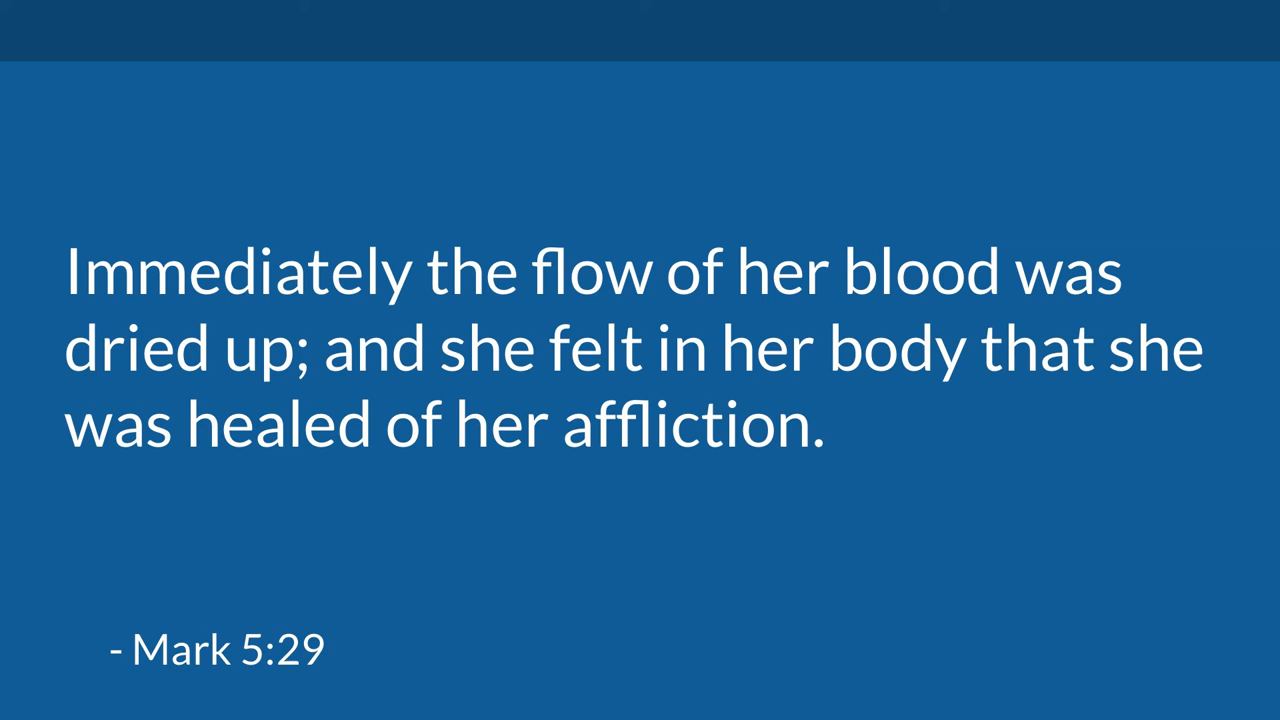 Immediately the flow of her blood was
dried up; and she felt in her body that she
was healed of her affliction.
- Mark 5:29